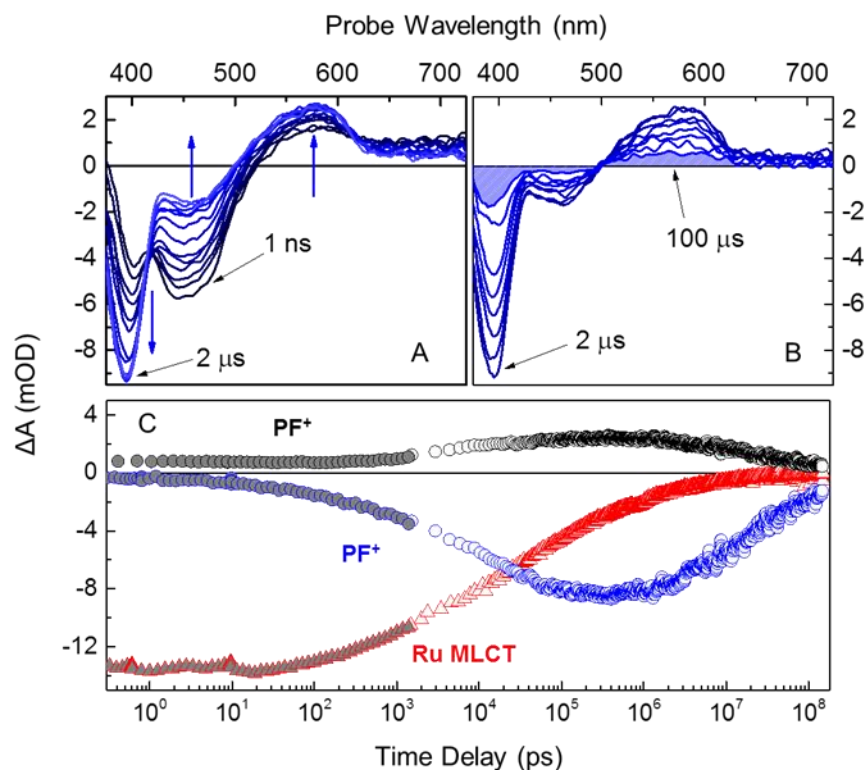 Probe Wavelength (nm)
400 500 600 700 400 500 600 700
2 2
0 0
-2 -2
-4 -4
-6 -6
-8 -8
1 ns
2 μs
A
100 μs
2 μs
B
ΔA (mOD)
C
4
0
-4
-8
-12
PF⁺
PF⁺
Ru MLCT
10⁰ 10¹ 10² 10³ 10⁴ 10⁵ 10⁶ 10⁷ 10⁸
Time Delay (ps)